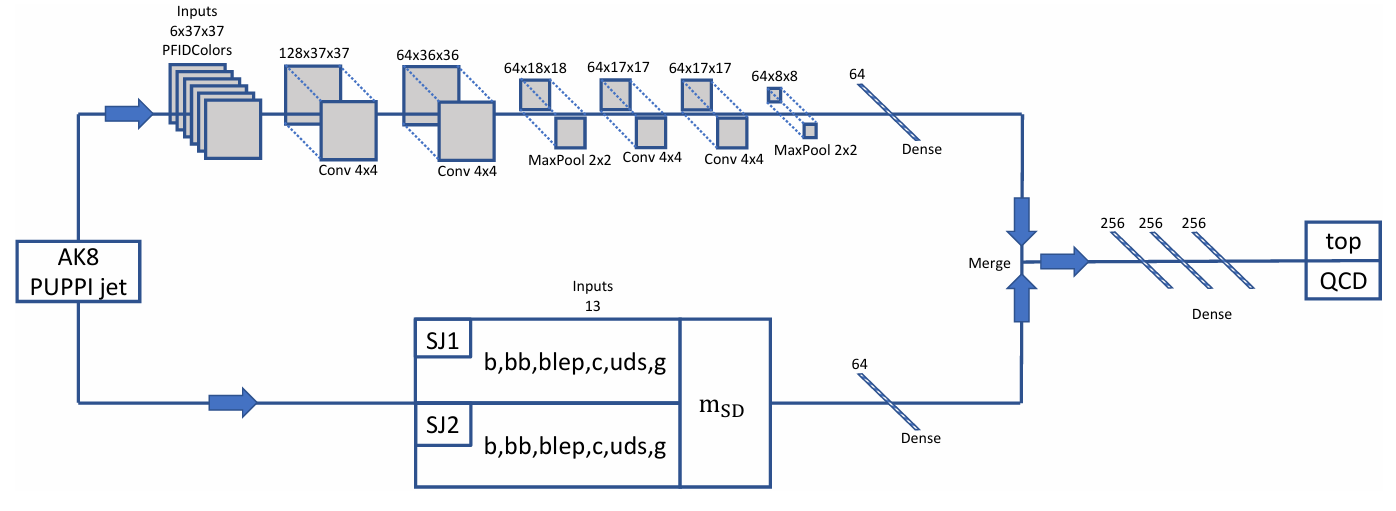 Inputs
6x37x37
PFIDColors
128x37x37
64x36x36
64x18x18
64x17x17
64x17x17
64x8x8
64
Conv 4x4
Conv 4x4
MaxPool 2x2
Conv 4x4
Conv 4x4
MaxPool 2x2
Dense
AK8
PUPPI jet
Merge
256
256
256
Dense
top
QCD
Inputs
13
SJ1
b,bb,blep,c,uds,g
SJ2
b,bb,blep,c,uds,g
mSD
64
Dense